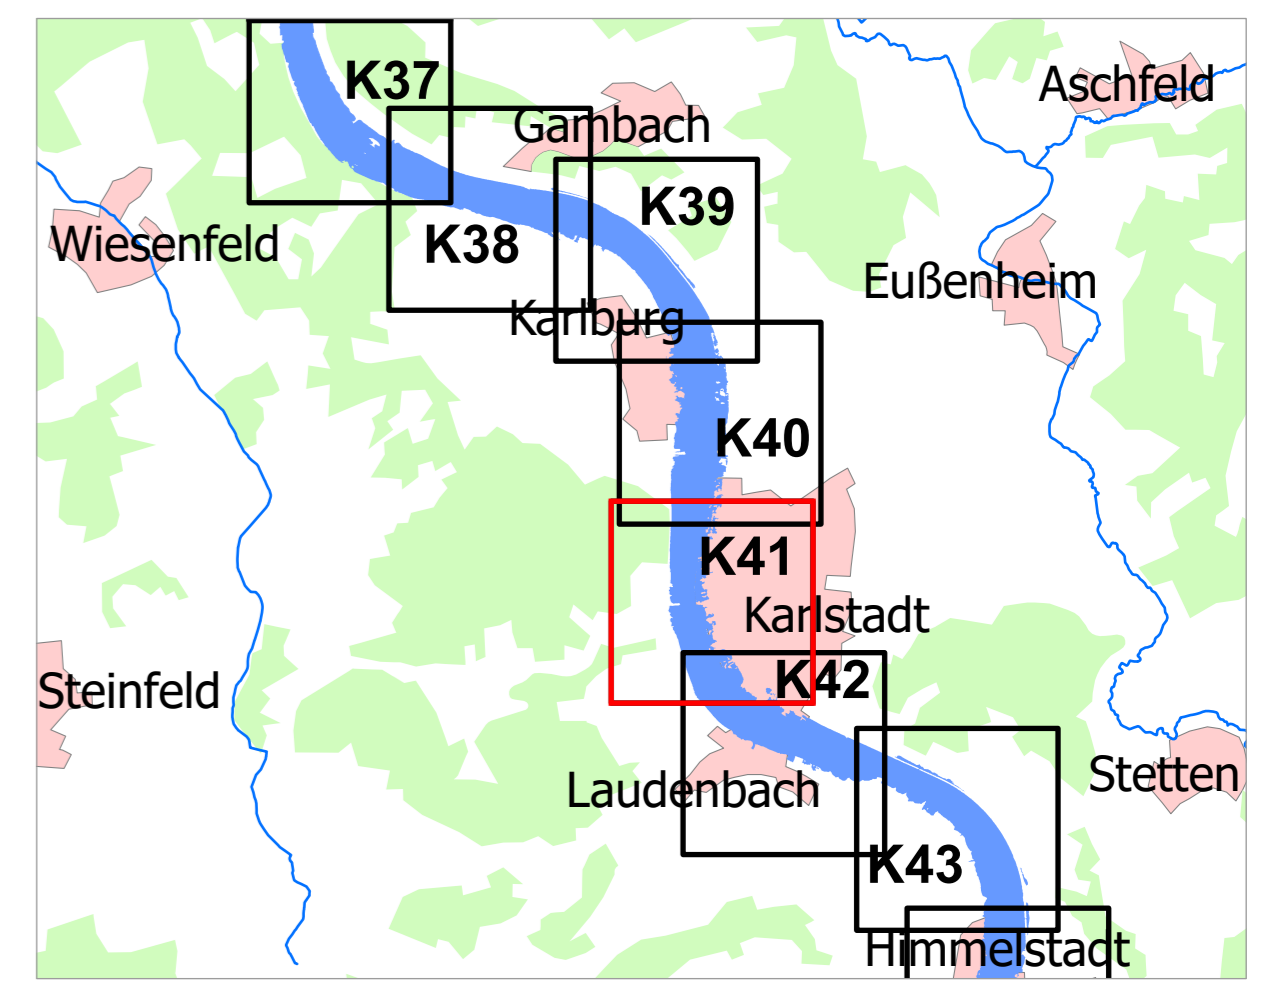 K37
Aschfeld
Gambach
K39
Wiesenfeld
K38
Eußenheim
Karlburg
K40
K41
Karlstadt
K42
Steinfeld
Stetten
Laudenbach
K43
Himmelstadt